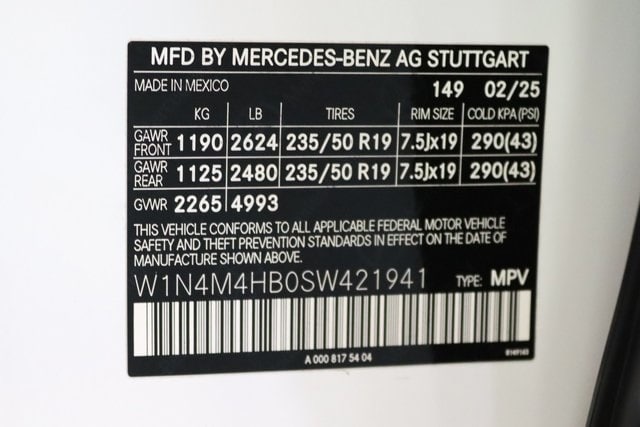 MFD BY MERCEDES-BENZ AG STUTTGART
MADE IN MEXICO 149 02/25
KG LB TIRES RIM SIZE COLD KPA (PSI)
GAWR FRONT 1190 2624 235/50 R19 7.5Jx19 290(43)
GAWR REAR 1125 2480 235/50 R19 7.5Jx19 290(43)
GVWR 2265 4993
THIS VEHICLE CONFORMS TO ALL APPLICABLE FEDERAL MOTOR VEHICLE
SAFETY AND THEFT PREVENTION STANDARDS IN EFFECT ON THE DATE OF
MANUFACTURE SHOWN ABOVE.
W1N4M4HB0SW421941 TYPE: MPV
A 000 817 54 04